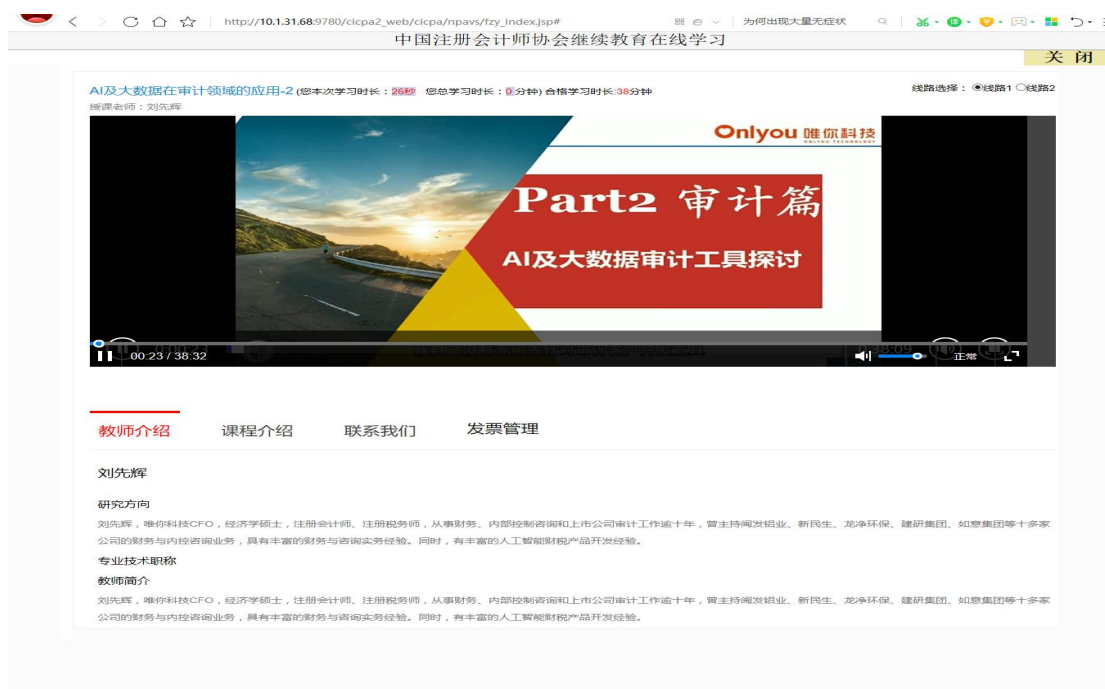 http://10.1.31.68:9780/cicpa2_web/cicpa/npavs/fzy_index.jsp#
为何出现大量无症状
中国注册会计师协会继续教育在线学习
关 闭
AI及大数据在审计领域的应用-2 (您本次学习时长：26秒 您总学习时长：0分钟) 合格学习时长:38分钟
线路选择： 线路1 线路2
授课老师：刘先辉
Onlyou 唯你科技
ONLYOU TECHNOLOGY
Part2 审计篇
AI及大数据审计工具探讨
0:00:23
0:38:09
00:23 / 38:32
正常
教师介绍 课程介绍 联系我们 发票管理
刘先辉
研究方向
刘先辉，唯你科技CFO，经济学硕士，注册会计师、注册税务师，从事财务、内部控制咨询和上市公司审计工作逾十年，曾主持闽发铝业、新民生、龙净环保、建研集团、如意集团等十多家
公司的财务与内控咨询业务，具有丰富的财务与咨询实务经验。同时，有丰富的人工智能财税产品开发经验。
专业技术职称
教师简介
刘先辉，唯你科技CFO，经济学硕士，注册会计师、注册税务师，从事财务、内部控制咨询和上市公司审计工作逾十年，曾主持闽发铝业、新民生、龙净环保、建研集团、如意集团等十多家
公司的财务与内控咨询业务，具有丰富的财务与咨询实务经验。同时，有丰富的人工智能财税产品开发经验。